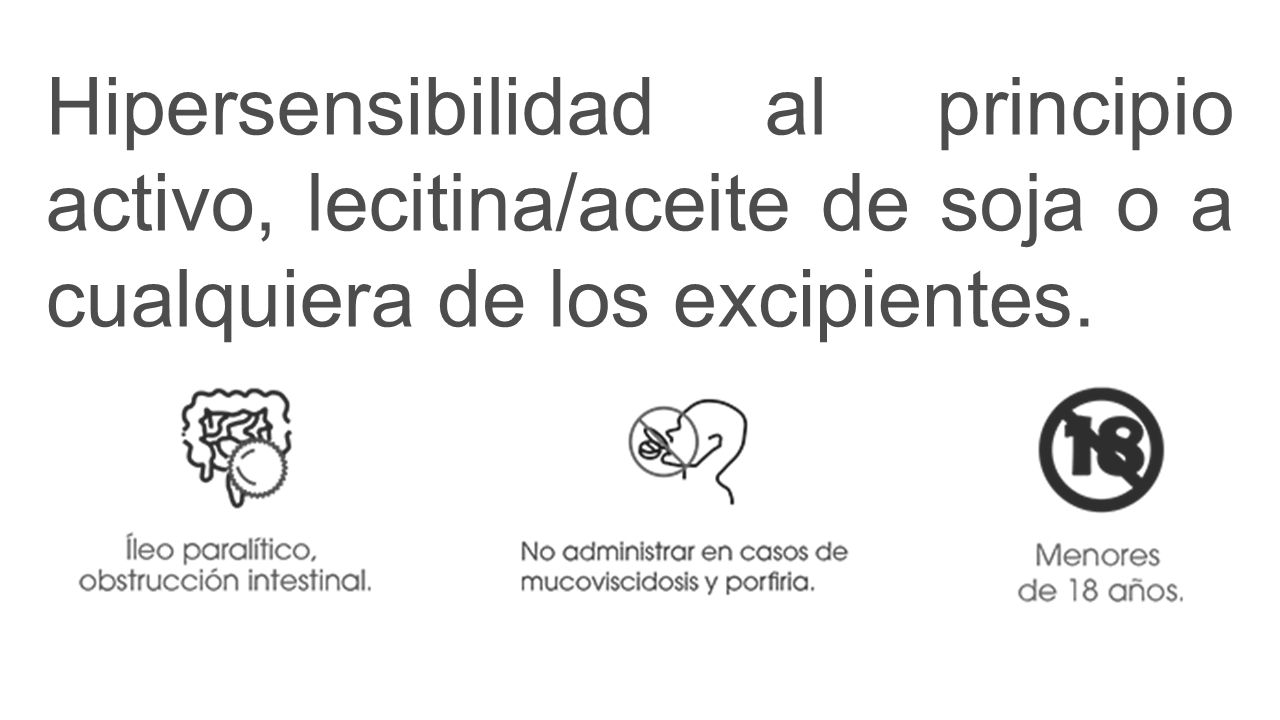 Hipersensibilidad al principio
activo, lecitina/aceite de soja o a
cualquiera de los excipientes.
Íleo paralítico,
obstrucción intestinal.
No administrar en casos de
mucoviscidosis y porfiria.
18
Menores
de 18 años.